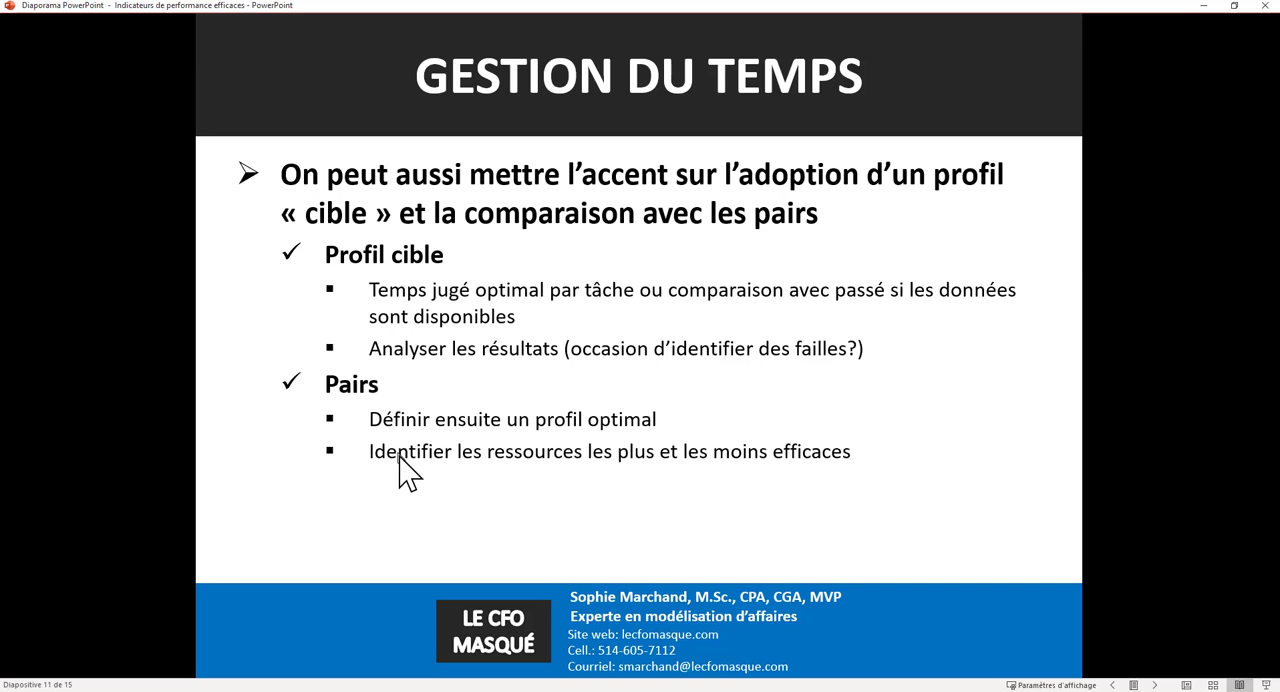 Diaporama PowerPoint - Indicateurs de performance efficaces - PowerPoint
GESTION DU TEMPS
On peut aussi mettre l’accent sur l’adoption d’un profil
« cible » et la comparaison avec les pairs
Profil cible
Temps jugé optimal par tâche ou comparaison avec passé si les données
sont disponibles
Analyser les résultats (occasion d’identifier des failles?)
Pairs
Définir ensuite un profil optimal
Identifier les ressources les plus et les moins efficaces
LE CFO
MASQUÉ
Sophie Marchand, M.Sc., CPA, CGA, MVP
Experte en modélisation d’affaires
Site web: lecfomasque.com
Cell.: 514-605-7112
Courriel: smarchand@lecfomasque.com
Diapositive 11 de 15
Paramètres d'affichage